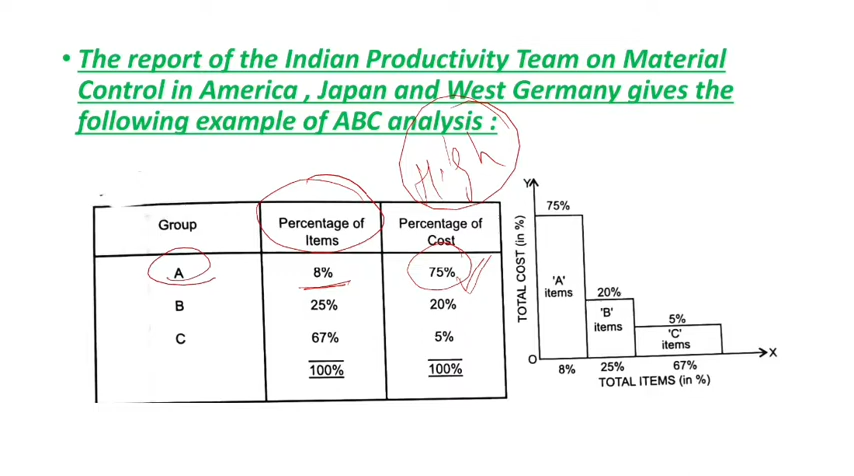 • The report of the Indian Productivity Team on Material
Control in America , Japan and West Germany gives the
following example of ABC analysis :
High
Group
Percentage of
Items
Percentage of
Cost
A
8%
75%
B
25%
20%
C
67%
5%
100%
100%
Y
75%
'A'
items
20%
'B'
items
5%
'C'
items
TOTAL COST (in %)
O
X
8%
25%
67%
TOTAL ITEMS (in %)